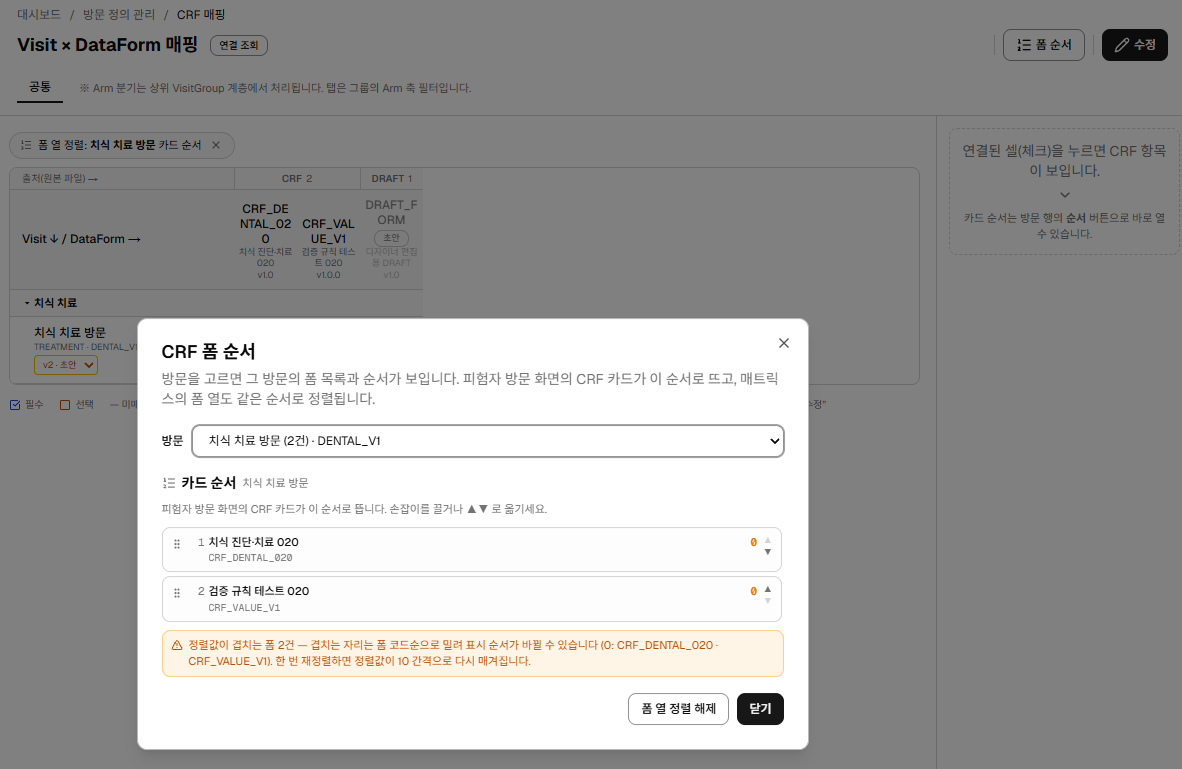 대시보드 / 방문 정의 관리 / CRF 매핑
Visit × DataForm 매핑 연결 조회
폼 순서
수정
공통
※ Arm 분기는 상위 VisitGroup 계층에서 처리됩니다. 탭은 그룹의 Arm 축 필터입니다.
폼 열 정렬: 치식 치료 방문 카드 순서 ×
출처(원본 파일) →
CRF 2
DRAFT 1
Visit ↓ / DataForm →
CRF_DE
NTAL_02
0
치식 진단·치료
020
v1.0
CRF_VAL
UE_V1
검증 규칙 테스
트 020
v1.0.0
DRAFT_F
ORM
초안
디자이너 편집
용 DRAFT
v1.0
치식 치료
치식 치료 방문
TREATMENT · DENTAL_V1
v2 · 초안
필수
선택
연결된 셀(체크)을 누르면 CRF 항목
이 보입니다.
카드 순서는 방문 행의 순서 버튼으로 바로 열
수 있습니다.
CRF 폼 순서
방문을 고르면 그 방문의 폼 목록과 순서가 보입니다. 피험자 방문 화면의 CRF 카드가 이 순서로 뜨고, 매트릭
스의 폼 열도 같은 순서로 정렬됩니다.
방문
치식 치료 방문 (2건) · DENTAL_V1
카드 순서 치식 치료 방문
피험자 방문 화면의 CRF 카드가 이 순서로 뜹니다. 손잡이를 끌거나 ▲▼ 로 옮기세요.
1 치식 진단·치료 020
CRF_DENTAL_020
0
▲
▼
2 검증 규칙 테스트 020
CRF_VALUE_V1
0
▲
▼
정렬값이 겹치는 폼 2건 — 겹치는 자리는 폼 코드순으로 밀려 표시 순서가 바뀔 수 있습니다 (0: CRF_DENTAL_020 ·
CRF_VALUE_V1). 한 번 재정렬하면 정렬값이 10 간격으로 다시 매겨집니다.
폼 열 정렬 해제
닫기